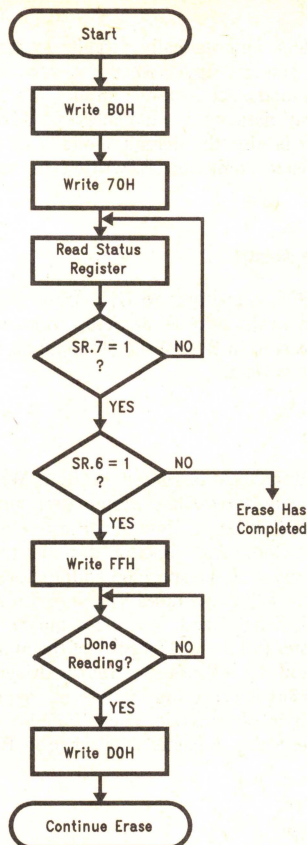 Start
Write B0H
Write 70H
Read Status
Register
SR.7 = 1
?
NO
YES
SR.6 = 1
?
NO
Erase Has
Completed
YES
Write FFH
Done
Reading?
NO
YES
Write D0H
Continue Erase